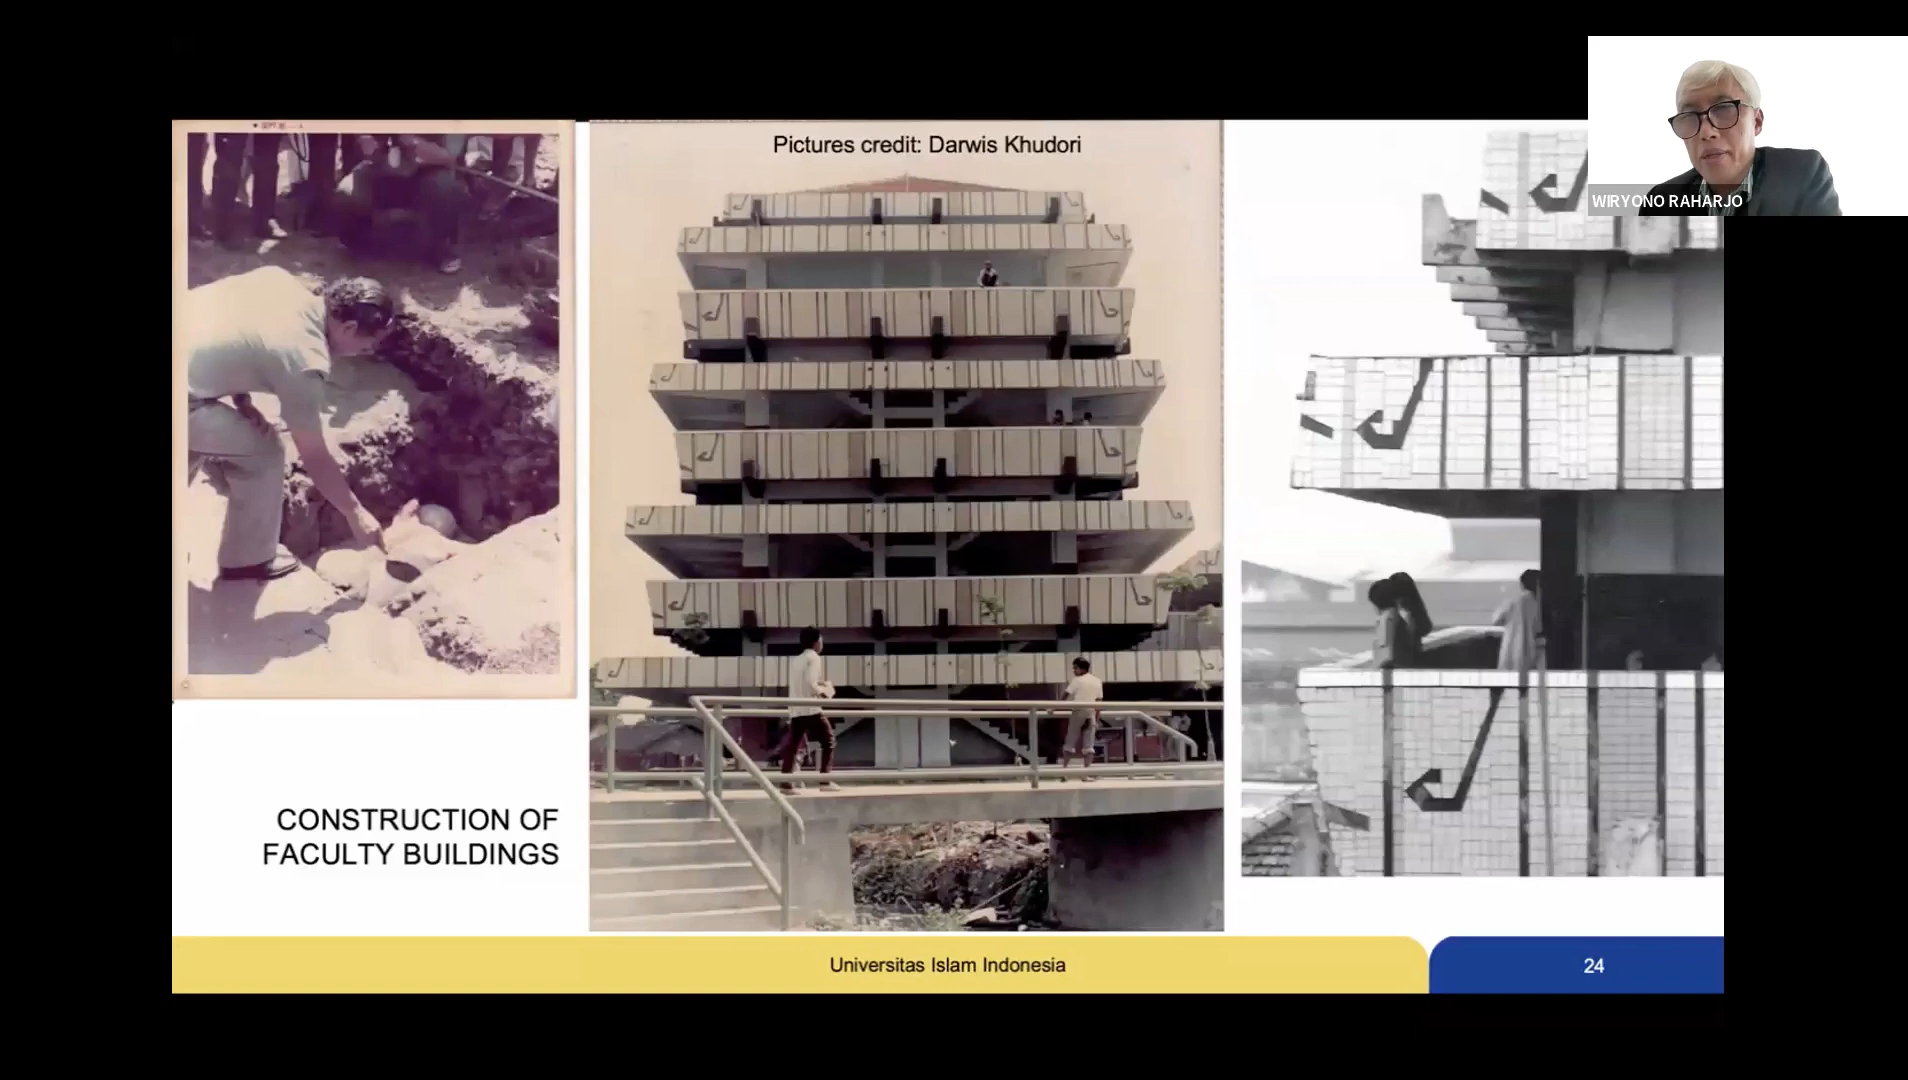 Pictures credit: Darwis Khudori
WIRYONO RAHARJO
CONSTRUCTION OF
FACULTY BUILDINGS
Universitas Islam Indonesia
24